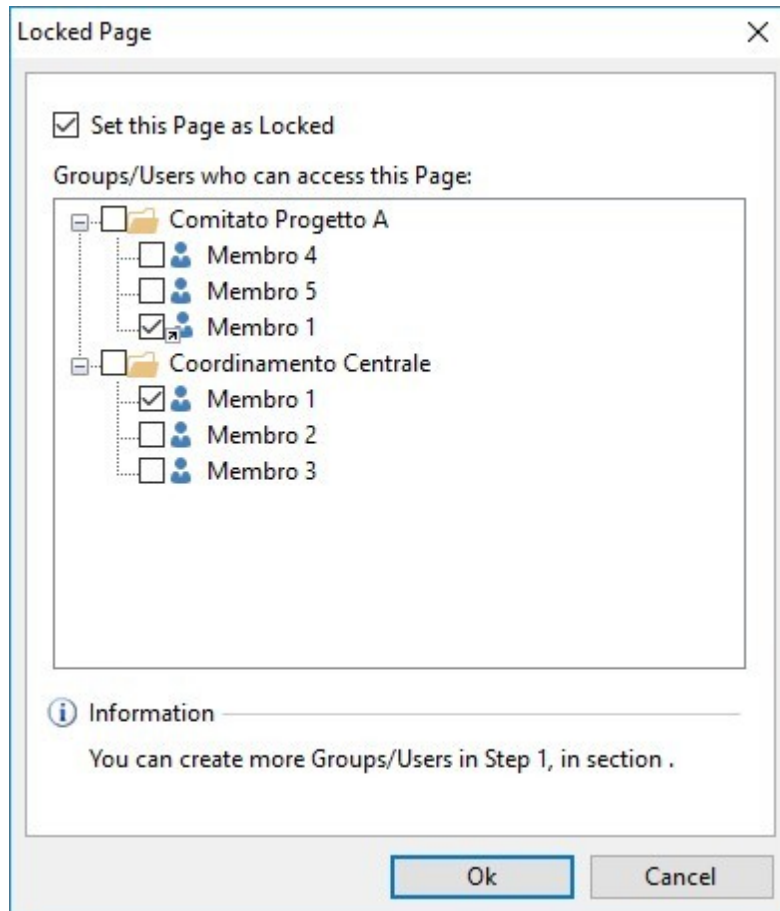 Locked Page
Set this Page as Locked
Groups/Users who can access this Page:
Comitato Progetto A
Membro 4
Membro 5
Membro 1
Coordinamento Centrale
Membro 1
Membro 2
Membro 3
Information
You can create more Groups/Users in Step 1, in section .
Ok Cancel